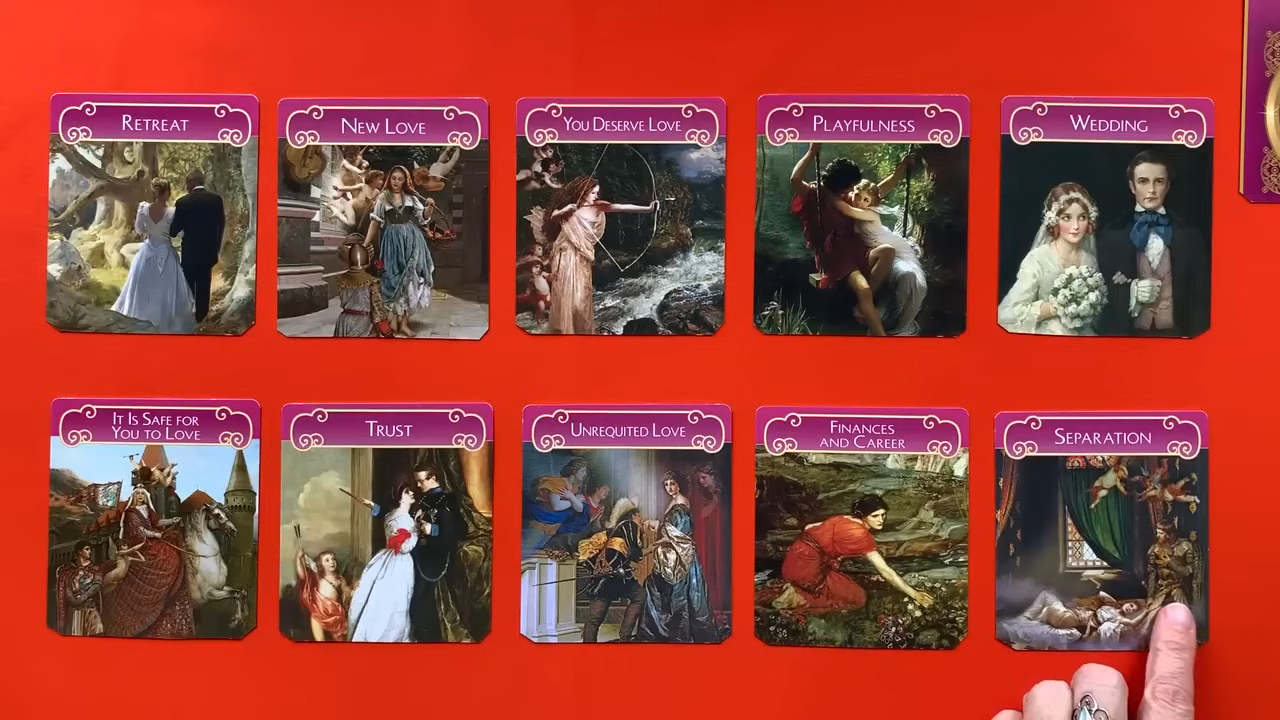 RETREAT
NEW LOVE
YOU DESERVE LOVE
PLAYFULNESS
WEDDING
IT IS SAFE FOR
YOU TO LOVE
TRUST
UNREQUITED LOVE
FINANCES
AND CAREER
SEPARATION